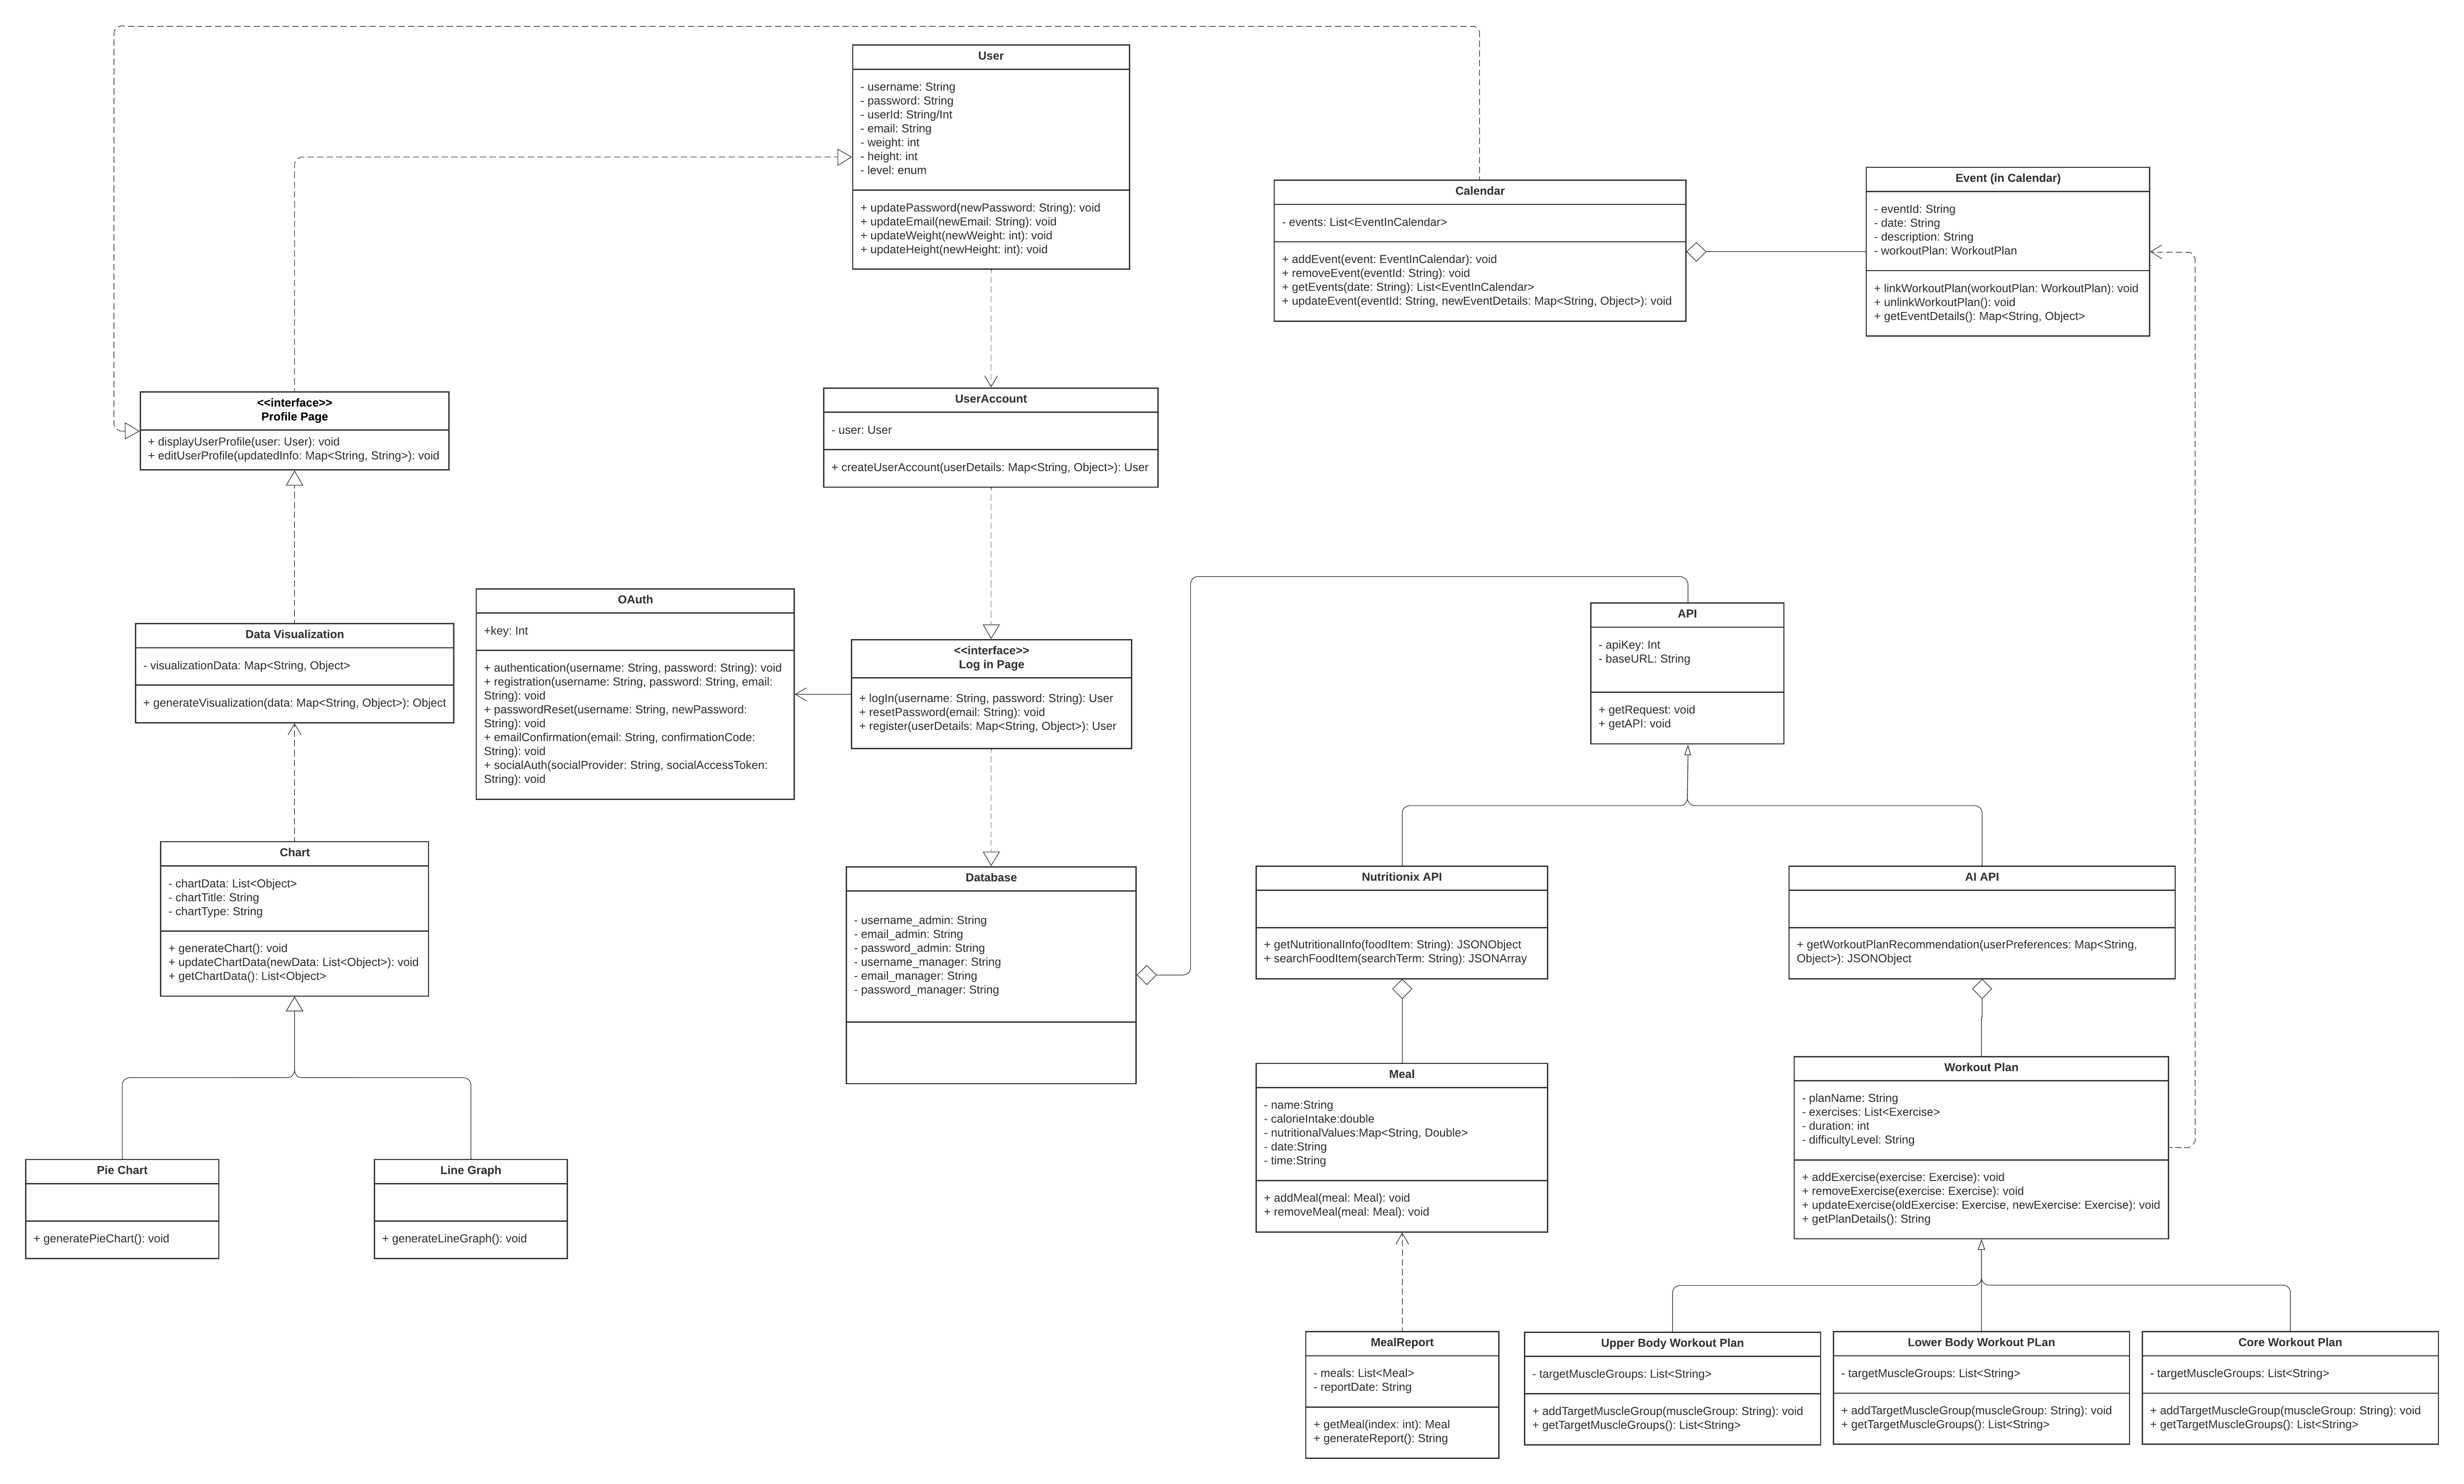 User
- username: String
- password: String
- userId: String/Int
- email: String
- weight: int
- height: int
- level: enum
+ updatePassword(newPassword: String): void
+ updateEmail(newEmail: String): void
+ updateWeight(newWeight: int): void
+ updateHeight(newHeight: int): void
Calendar
- events: List<EventInCalendar>
+ addEvent(event: EventInCalendar): void
+ removeEvent(eventId: String): void
+ getEvents(date: String): List<EventInCalendar>
+ updateEvent(eventId: String, newEventDetails: Map<String, Object>): void
Event (in Calendar)
- eventId: String
- date: String
- description: String
- workoutPlan: WorkoutPlan
+ linkWorkoutPlan(workoutPlan: WorkoutPlan): void
+ unlinkWorkoutPlan(): void
+ getEventDetails(): Map<String, Object>
<<interface>>
Profile Page
+ displayUserProfile(user: User): void
+ editUserProfile(updatedInfo: Map<String, String>): void
UserAccount
- user: User
+ createUserAccount(userDetails: Map<String, Object>): User
Data Visualization
- visualizationData: Map<String, Object>
+ generateVisualization(data: Map<String, Object>): Object
OAuth
+key: Int
+ authentication(username: String, password: String): void
+ registration(username: String, password: String, email:
String): void
+ passwordReset(username: String, newPassword:
String): void
+ emailConfirmation(email: String, confirmationCode:
String): void
+ socialAuth(socialProvider: String, socialAccessToken:
String): void
<<interface>>
Log in Page
+ logIn(username: String, password: String): User
+ resetPassword(email: String): void
+ register(userDetails: Map<String, Object>): User
API
- apiKey: Int
- baseURL: String
+ getRequest: void
+ getAPI: void
Chart
- chartData: List<Object>
- chartTitle: String
- chartType: String
+ generateChart(): void
+ updateChartData(newData: List<Object>): void
+ getChartData(): List<Object>
Database
- username_admin: String
- email_admin: String
- password_admin: String
- username_manager: String
- email_manager: String
- password_manager: String
Nutritionix API
+ getNutritionalInfo(foodItem: String): JSONObject
+ searchFoodItem(searchTerm: String): JSONArray
AI API
+ getWorkoutPlanRecommendation(userPreferences: Map<String,
Object>): JSONObject
Pie Chart
+ generatePieChart(): void
Line Graph
+ generateLineGraph(): void
Meal
- name:String
- calorieIntake:double
- nutritionalValues:Map<String, Double>
- date:String
- time:String
+ addMeal(meal: Meal): void
+ removeMeal(meal: Meal): void
Workout Plan
- planName: String
- exercises: List<Exercise>
- duration: int
- difficultyLevel: String
+ addExercise(exercise: Exercise): void
+ removeExercise(exercise: Exercise): void
+ updateExercise(oldExercise: Exercise, newExercise: Exercise): void
+ getPlanDetails(): String
MealReport
- meals: List<Meal>
- reportDate: String
+ getMeal(index: int): Meal
+ generateReport(): String
Upper Body Workout Plan
- targetMuscleGroups: List<String>
+ addTargetMuscleGroup(muscleGroup: String): void
+ getTargetMuscleGroups(): List<String>
Lower Body Workout PLan
- targetMuscleGroups: List<String>
+ addTargetMuscleGroup(muscleGroup: String): void
+ getTargetMuscleGroups(): List<String>
Core Workout Plan
- targetMuscleGroups: List<String>
+ addTargetMuscleGroup(muscleGroup: String): void
+ getTargetMuscleGroups(): List<String>